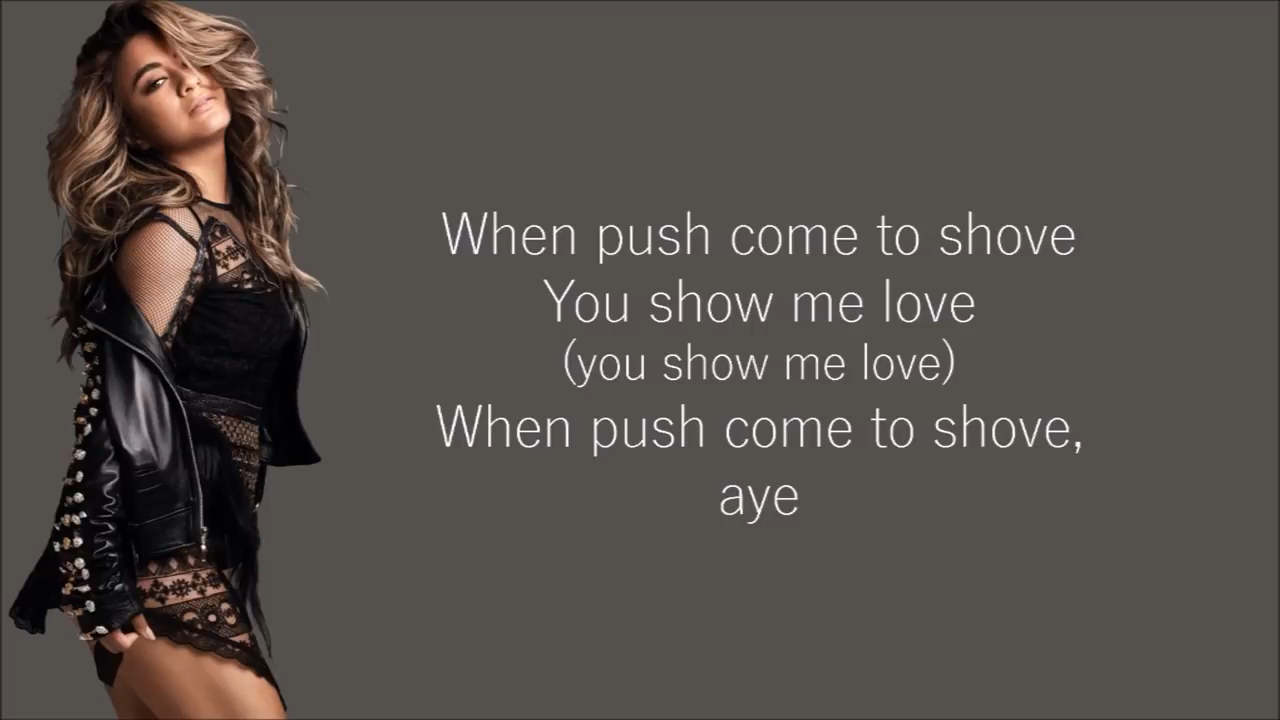 When push come to shove
You show me love
(you show me love)
When push come to shove,
aye